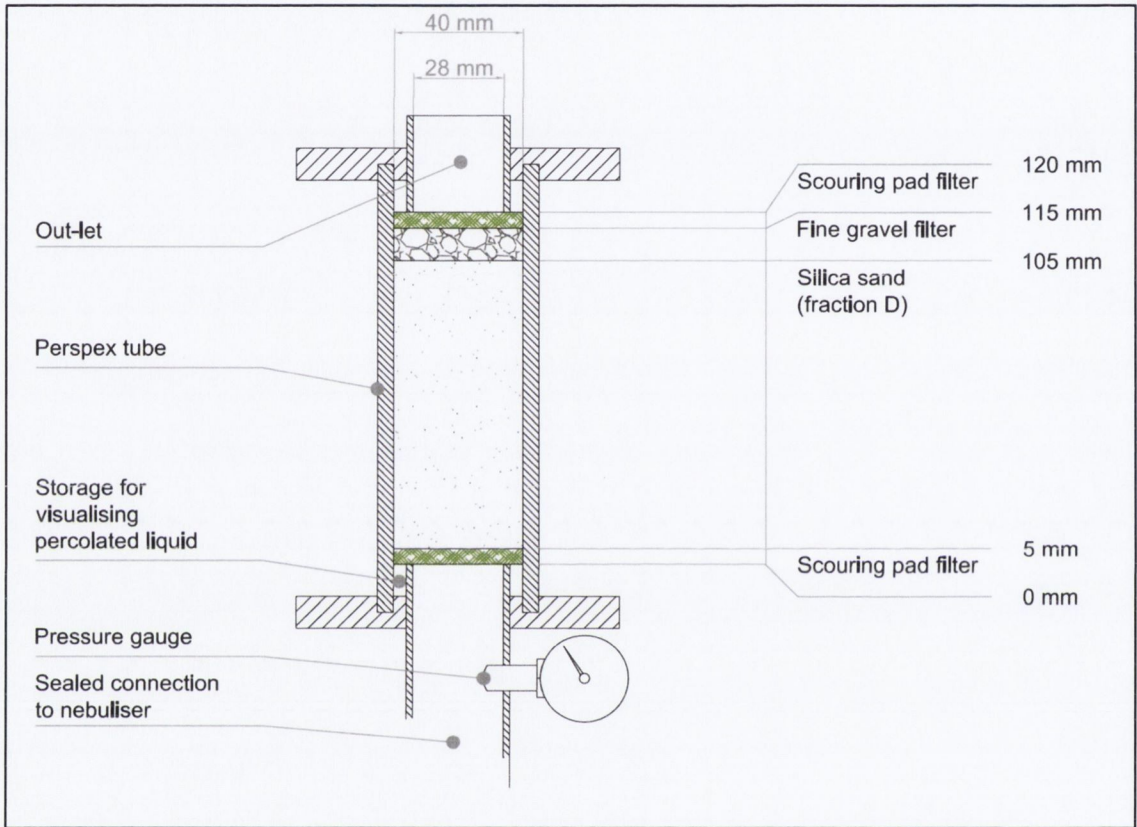 40 mm
28 mm
Out-let
Perspex tube
Storage for
visualising
percolated liquid
Pressure gauge
Sealed connection
to nebuliser
Scouring pad filter
120 mm
Fine gravel filter
115 mm
Silica sand
(fraction D)
105 mm
Scouring pad filter
5 mm
0 mm